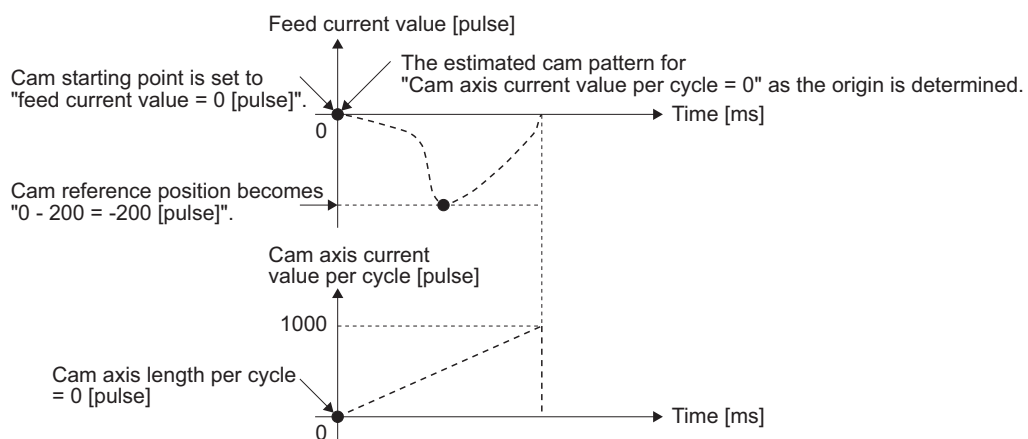 Feed current value [pulse]
Cam starting point is set to
"feed current value = 0 [pulse]".
The estimated cam pattern for
"Cam axis current value per cycle = 0" as the origin is determined.
0
Time [ms]
Cam reference position becomes
"0 - 200 = -200 [pulse]".
Cam axis current
value per cycle [pulse]
1000
Cam axis length per cycle
= 0 [pulse]
0
Time [ms]